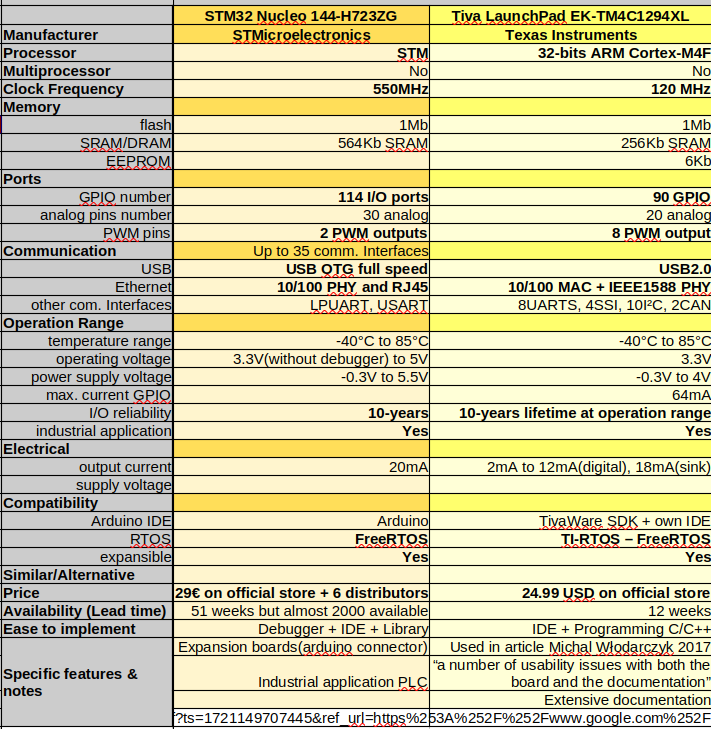 STM32 Nucleo 144-H723ZG Tiva LaunchPad EK-TM4C1294XL
Manufacturer STMicroelectronics Texas Instruments
Processor STM 32-bits ARM Cortex-M4F
Multiprocessor No No
Clock Frequency 550MHz 120 MHz
Memory
flash 1Mb 1Mb
SRAM/DRAM 564Kb SRAM 256Kb SRAM
EEPROM 6Kb
Ports
GPIO number 114 I/O ports 90 GPIO
analog pins number 30 analog 20 analog
PWM pins 2 PWM outputs 8 PWM output
Communication Up to 35 comm. Interfaces
USB USB OTG full speed USB2.0
Ethernet 10/100 PHY and RJ45 10/100 MAC + IEEE1588 PHY
other com. Interfaces LPUART, USART 8UARTS, 4SSI, 10I²C, 2CAN
Operation Range
temperature range -40°C to 85°C -40°C to 85°C
operating voltage 3.3V(without debugger) to 5V 3.3V
power supply voltage -0.3V to 5.5V -0.3V to 4V
max. current GPIO 64mA
I/O reliability 10-years 10-years lifetime at operation range
industrial application Yes Yes
Electrical
output current 20mA 2mA to 12mA(digital), 18mA(sink)
supply voltage
Compatibility
Arduino IDE Arduino TivaWare SDK + own IDE
RTOS FreeRTOS TI-RTOS – FreeRTOS
expansible Yes Yes
Similar/Alternative
Price 29€ on official store + 6 distributors 24.99 USD on official store
Availability (Lead time) 51 weeks but almost 2000 available 12 weeks
Ease to implement Debugger + IDE + Library IDE + Programming C/C++
Specific features & notes Expansion boards(arduino connector) Used in article Michal Włodarczyk 2017
Industrial application PLC “a number of usability issues with both the board and the documentation”
Extensive documentation
?ts=1721149707445&ref_url=https%253A%252F%252Fwww.google.com%252F